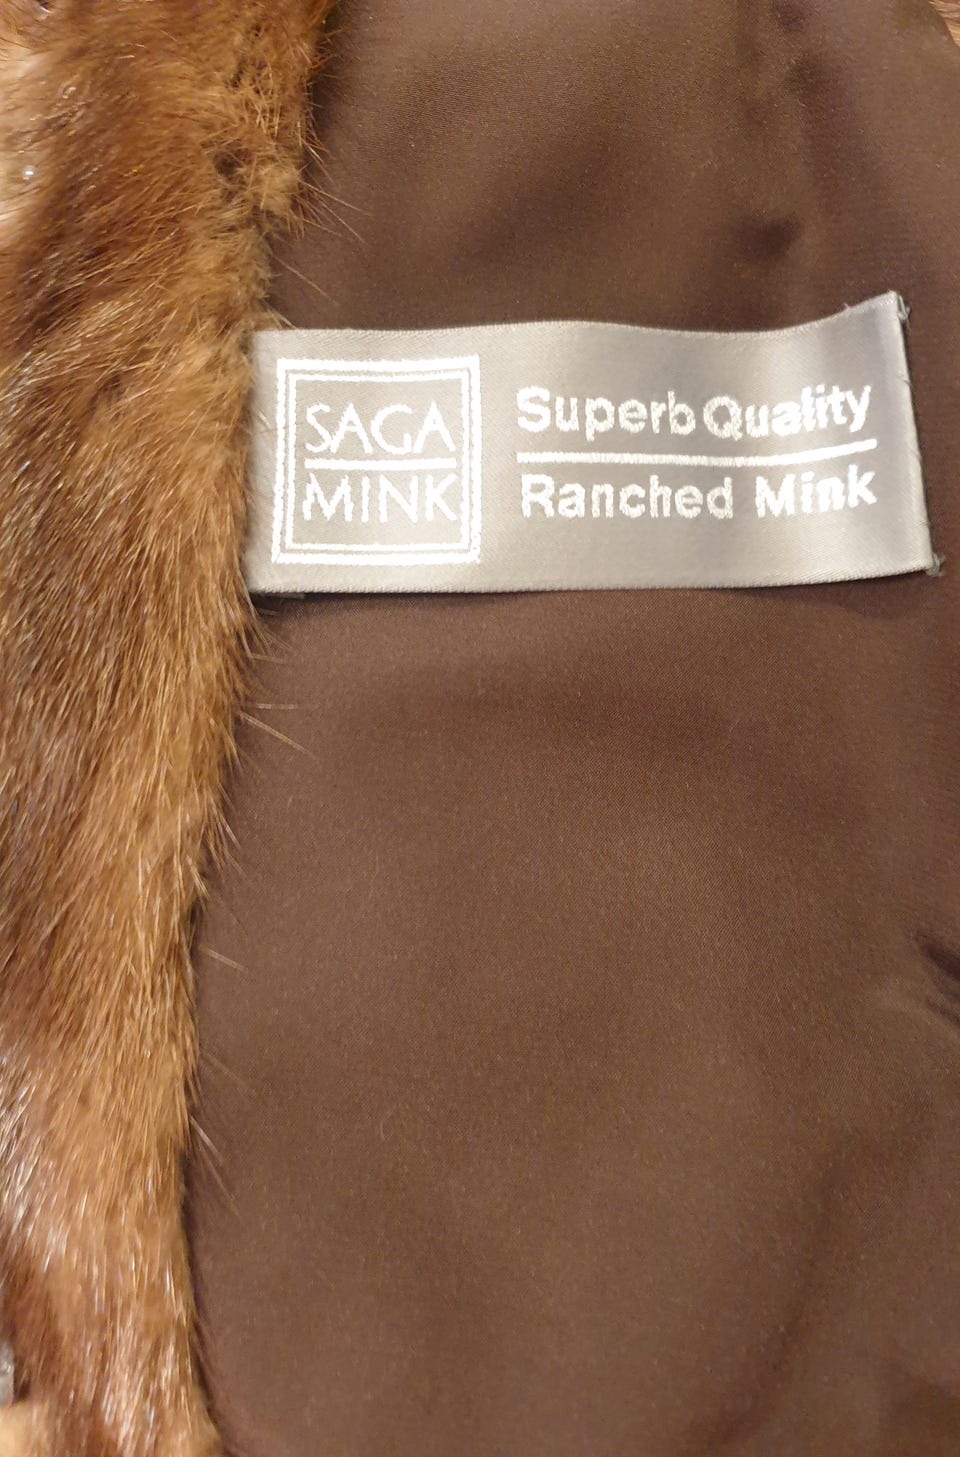 SAGA
MINK
Superb Quality
Ranched Mink